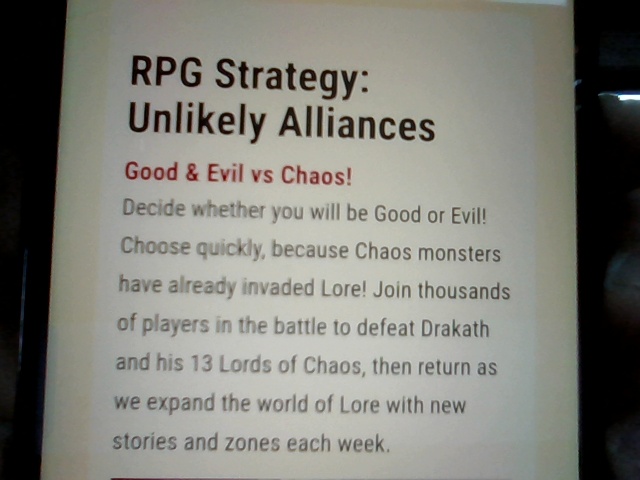 RPG Strategy:
Unlikely Alliances
Good & Evil vs Chaos!
Decide whether you will be Good or Evil!
Choose quickly, because Chaos monsters
have already invaded Lore! Join thousands
of players in the battle to defeat Drakath
and his 13 Lords of Chaos, then return as
we expand the world of Lore with new
stories and zones each week.